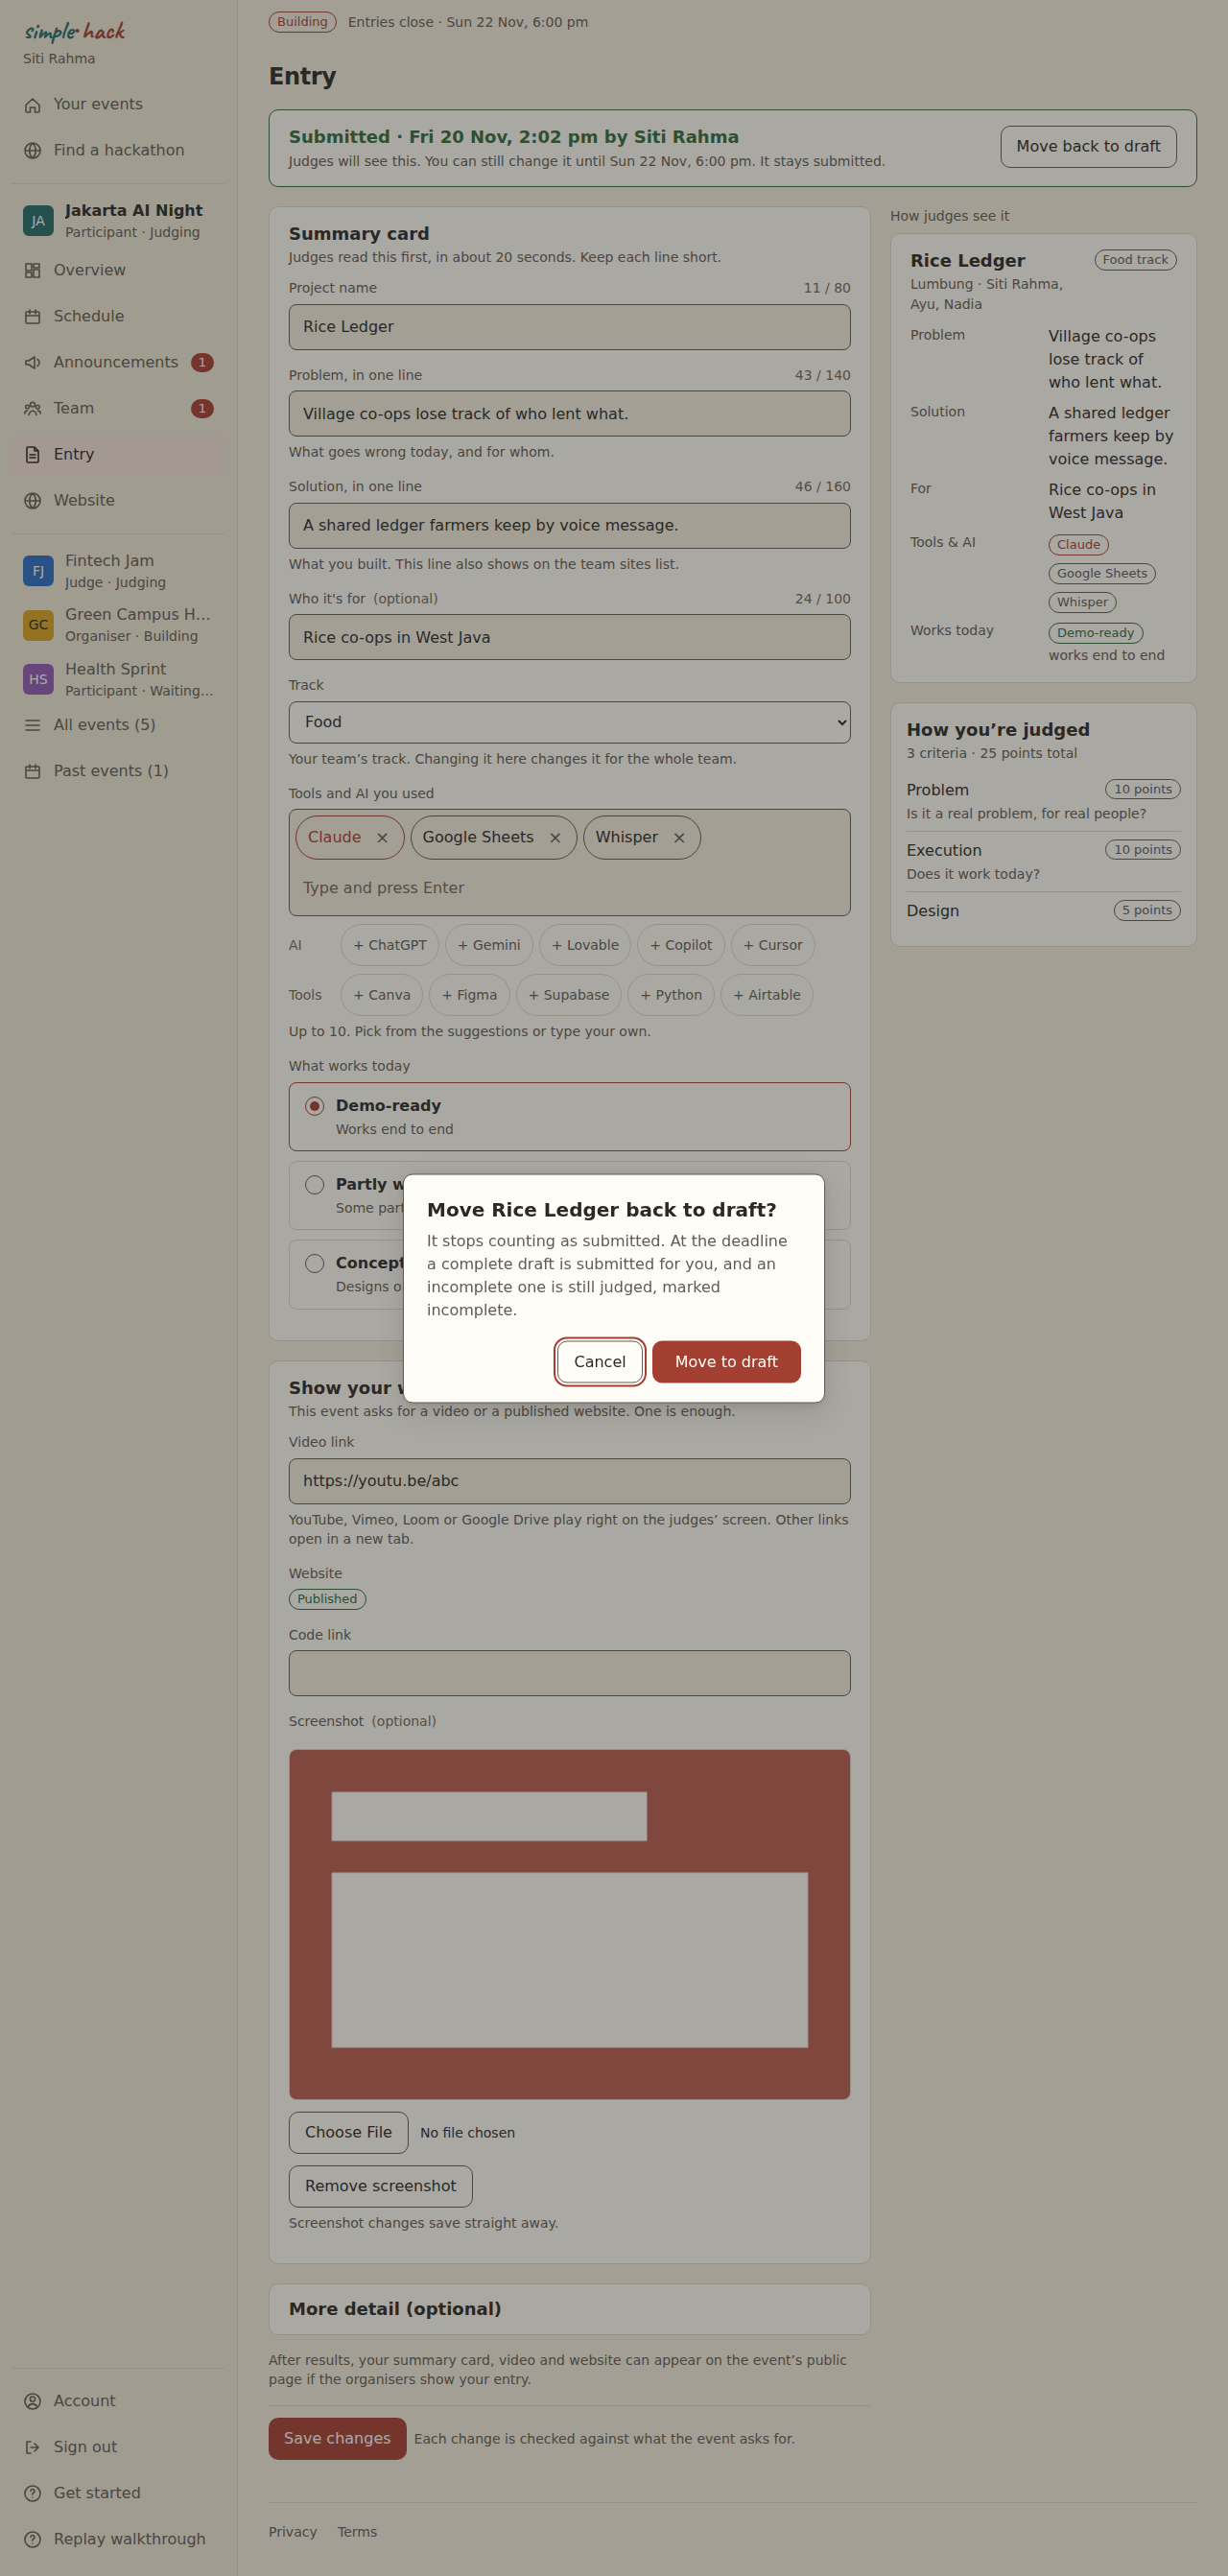 simple·hack
Siti Rahma
Your events
Find a hackathon
JA
Jakarta AI Night
Participant · Judging
Overview
Schedule
Announcements 1
Team 1
Entry
Website
FJ
Fintech Jam
Judge · Judging
GC
Green Campus H…
Organiser · Building
HS
Health Sprint
Participant · Waiting…
All events (5)
Past events (1)
Account
Sign out
Get started
Replay walkthrough
Building Entries close · Sun 22 Nov, 6:00 pm
Entry
Submitted · Fri 20 Nov, 2:02 pm by Siti Rahma
Judges will see this. You can still change it until Sun 22 Nov, 6:00 pm. It stays submitted.
Move back to draft
Summary card
Judges read this first, in about 20 seconds. Keep each line short.
Project name 11 / 80
Rice Ledger
Problem, in one line 43 / 140
Village co-ops lose track of who lent what.
What goes wrong today, and for whom.
Solution, in one line 46 / 160
A shared ledger farmers keep by voice message.
What you built. This line also shows on the team sites list.
Who it's for (optional) 24 / 100
Rice co-ops in West Java
Track
Food
Your team’s track. Changing it here changes it for the whole team.
Tools and AI you used
Claude × Google Sheets × Whisper ×
Type and press Enter
AI + ChatGPT + Gemini + Lovable + Copilot + Cursor
Tools + Canva + Figma + Supabase + Python + Airtable
Up to 10. Pick from the suggestions or type your own.
What works today
Demo-ready
Works end to end
Partly w
Some part
Concept
Designs o
Move Rice Ledger back to draft?
It stops counting as submitted. At the deadline
a complete draft is submitted for you, and an
incomplete one is still judged, marked
incomplete.
Cancel Move to draft
Show your w
This event asks for a video or a published website. One is enough.
Video link
https://youtu.be/abc
YouTube, Vimeo, Loom or Google Drive play right on the judges’ screen. Other links
open in a new tab.
Website
Published
Code link
Screenshot (optional)
Choose File No file chosen
Remove screenshot
Screenshot changes save straight away.
More detail (optional)
After results, your summary card, video and website can appear on the event’s public
page if the organisers show your entry.
Save changes Each change is checked against what the event asks for.
Privacy Terms
How judges see it
Rice Ledger Food track
Lumbung · Siti Rahma,
Ayu, Nadia
Problem Village co-ops
lose track of
who lent what.
Solution A shared ledger
farmers keep by
voice message.
For Rice co-ops in
West Java
Tools & AI Claude
Google Sheets
Whisper
Works today Demo-ready
works end to end
How you’re judged
3 criteria · 25 points total
Problem 10 points
Is it a real problem, for real people?
Execution 10 points
Does it work today?
Design 5 points